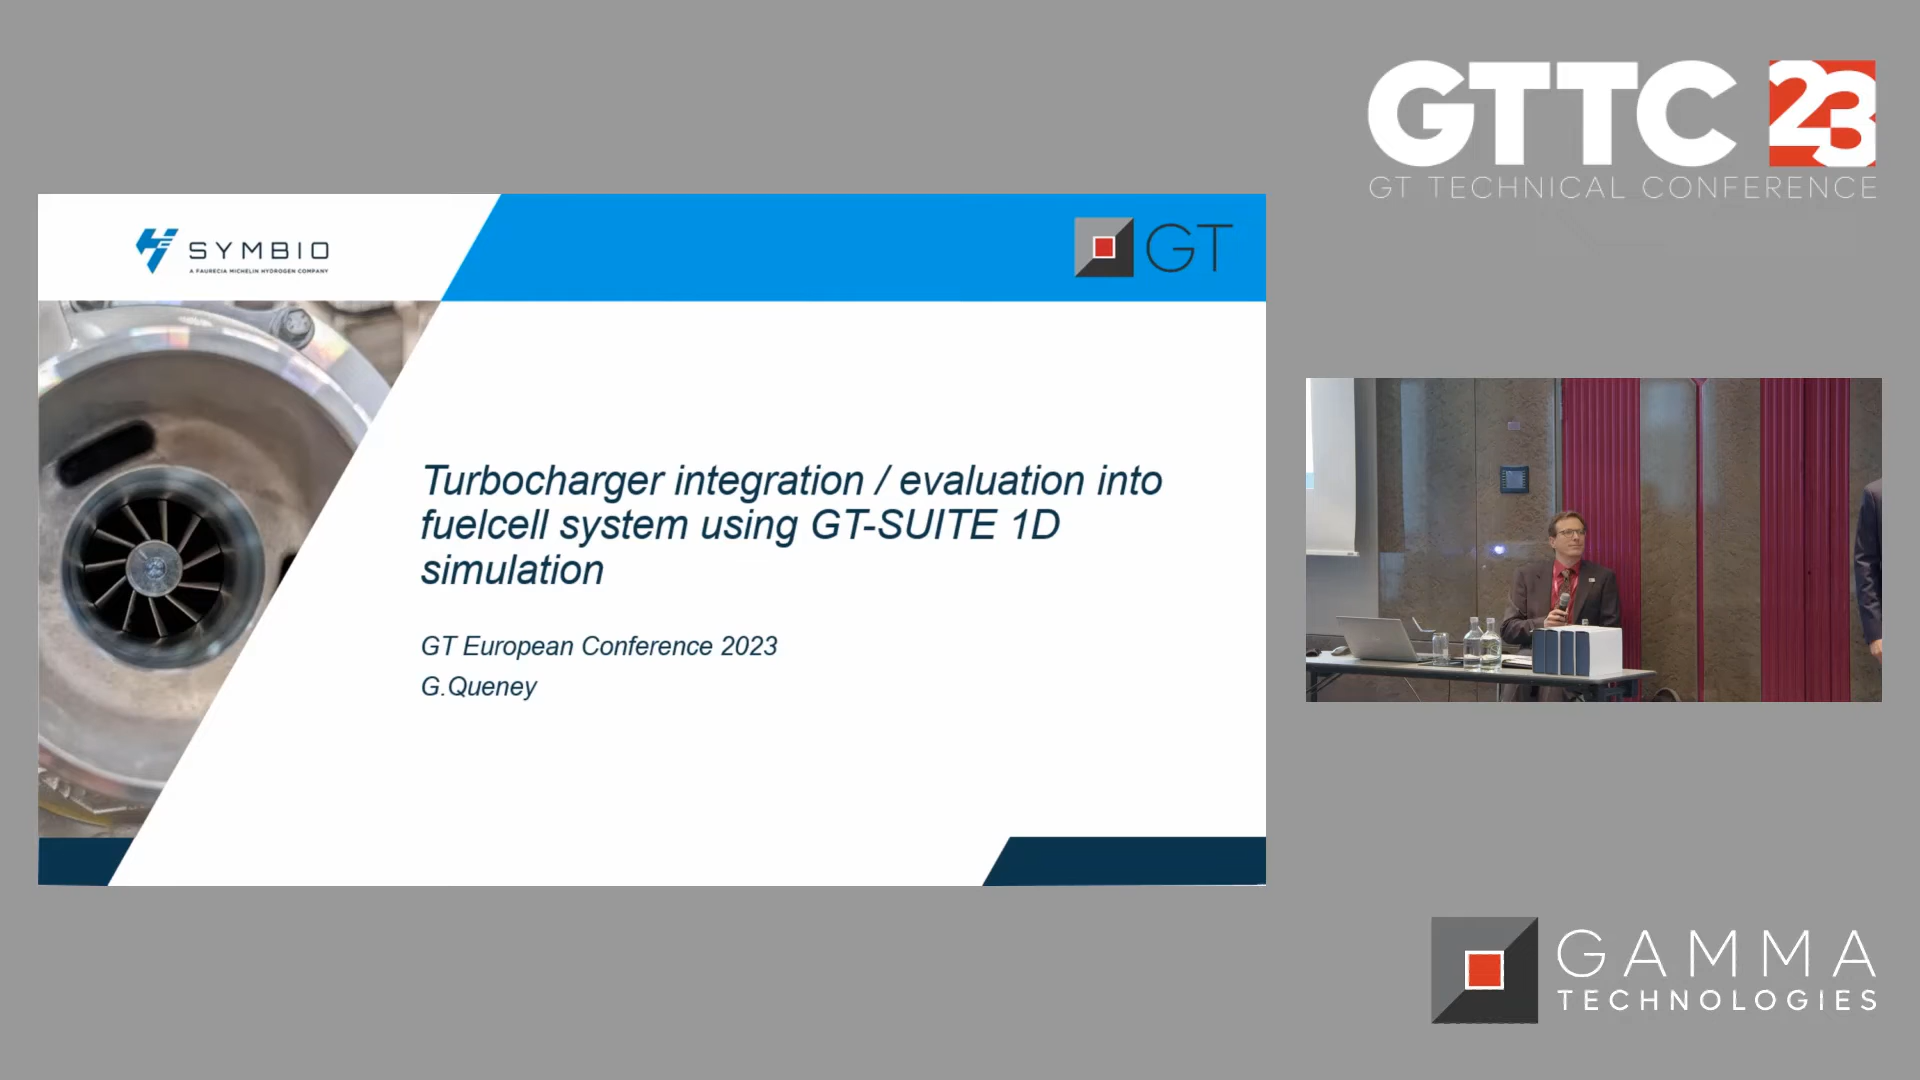 GTTC 23
GT TECHNICAL CONFERENCE
SYMBIO
A FAURECIA MICHELIN HYDROGEN COMPANY
GT
Turbocharger integration / evaluation into
fuelcell system using GT-SUITE 1D
simulation
GT European Conference 2023
G.Queney
GAMMA
TECHNOLOGIES